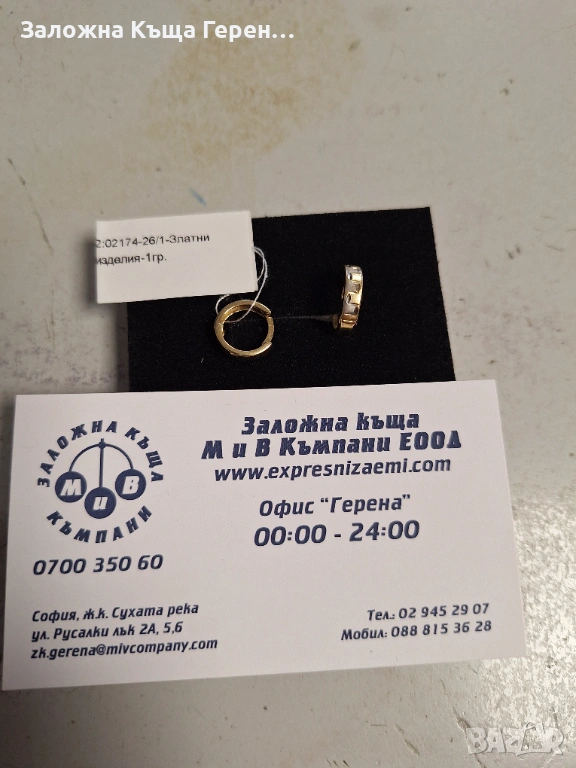 Заложна Къща Герен...
2:02174-26/1-Златни
изделия-1гр.
ЗАЛОЖНА КЪЩА
М и В
КЪМПАНИ
0700 350 60
Заложна къща
М и В Къмпани ЕООД
www.expresnizaemi.com
Офис "Герена"
00:00 - 24:00
София, ж.к. Сухата река
ул. Русалки лък 2А, 5,6
zk.gerena@mivcompany.com
Тел.: 02 945 29 07
Мобил: 088 815 36 28
BAZAR